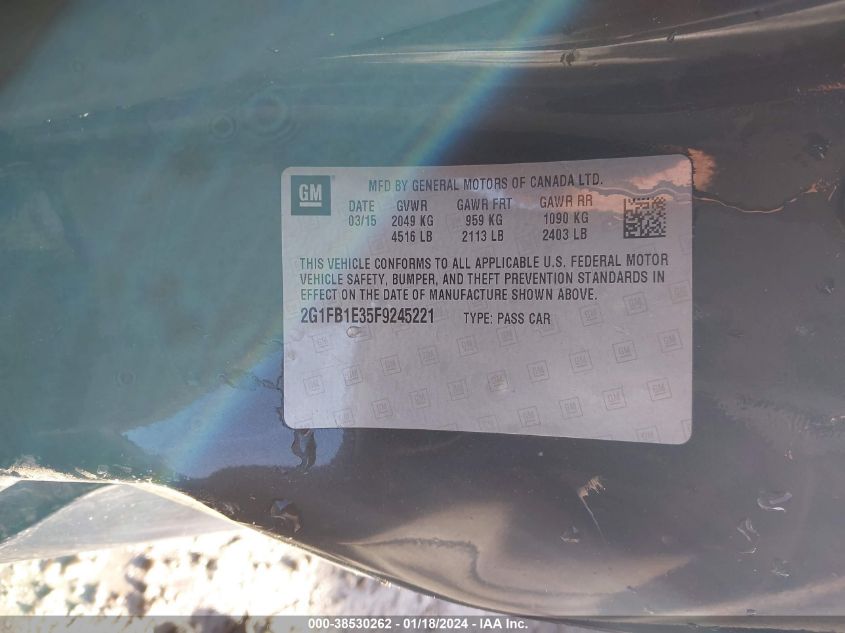 GM MFD BY GENERAL MOTORS OF CANADA LTD.
DATE GVWR GAWR FRT GAWR RR
03/15 2049 KG 959 KG 1090 KG
4516 LB 2113 LB 2403 LB
THIS VEHICLE CONFORMS TO ALL APPLICABLE U.S. FEDERAL MOTOR
VEHICLE SAFETY, BUMPER, AND THEFT PREVENTION STANDARDS IN
EFFECT ON THE DATE OF MANUFACTURE SHOWN ABOVE.
2G1FB1E35F9245221 TYPE: PASS CAR
000-38530262 - 01/18/2024 - IAA Inc.